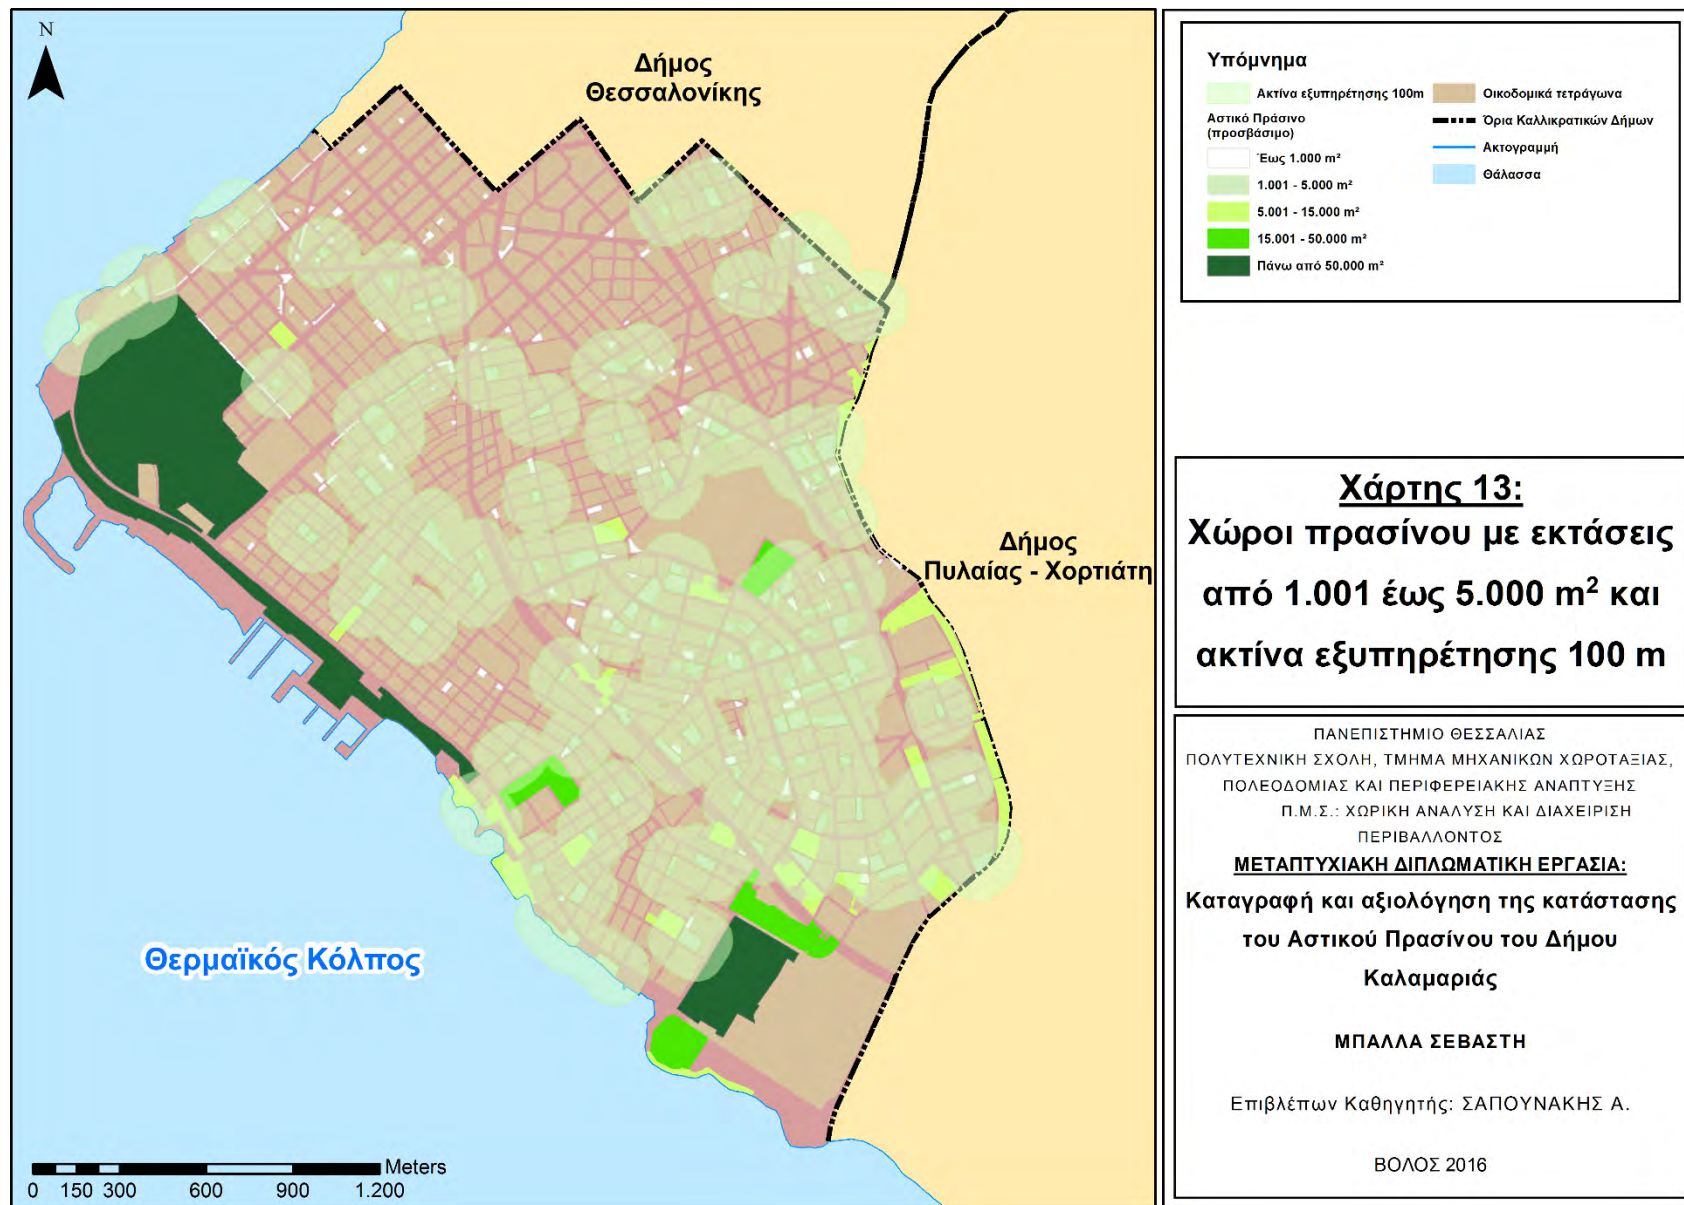 N
Δήμος
Θεσσαλονίκης
Δήμος
Πυλαίας - Χορτιάτη
Θερμαϊκός Κόλπος
Meters
0 150 300 600 900 1.200
Υπόμνημα
Ακτίνα εξυπηρέτησης 100m
Αστικό Πράσινο
(προσβάσιμο)
Έως 1.000 m²
1.001 - 5.000 m²
5.001 - 15.000 m²
15.001 - 50.000 m²
Πάνω από 50.000 m²
Οικοδομικά τετράγωνα
Όρια Καλλικρατικών Δήμων
Ακτογραμμή
Θάλασσα
Χάρτης 13:
Χώροι πρασίνου με εκτάσεις
από 1.001 έως 5.000 m² και
ακτίνα εξυπηρέτησης 100 m
ΠΑΝΕΠΙΣΤΗΜΙΟ ΘΕΣΣΑΛΙΑΣ
ΠΟΛΥΤΕΧΝΙΚΗ ΣΧΟΛΗ, ΤΜΗΜΑ ΜΗΧΑΝΙΚΩΝ ΧΩΡΟΤΑΞΙΑΣ,
ΠΟΛΕΟΔΟΜΙΑΣ ΚΑΙ ΠΕΡΙΦΕΡΕΙΑΚΗΣ ΑΝΑΠΤΥΞΗΣ
Π.Μ.Σ.: ΧΩΡΙΚΗ ΑΝΑΛΥΣΗ ΚΑΙ ΔΙΑΧΕΙΡΙΣΗ
ΠΕΡΙΒΑΛΛΟΝΤΟΣ
ΜΕΤΑΠΤΥΧΙΑΚΗ ΔΙΠΛΩΜΑΤΙΚΗ ΕΡΓΑΣΙΑ:
Καταγραφή και αξιολόγηση της κατάστασης
του Αστικού Πρασίνου του Δήμου
Καλαμαριάς
ΜΠΑΛΛΑ ΣΕΒΑΣΤΗ
Επιβλέπων Καθηγητής: ΣΑΠΟΥΝΑΚΗΣ Α.
ΒΟΛΟΣ 2016